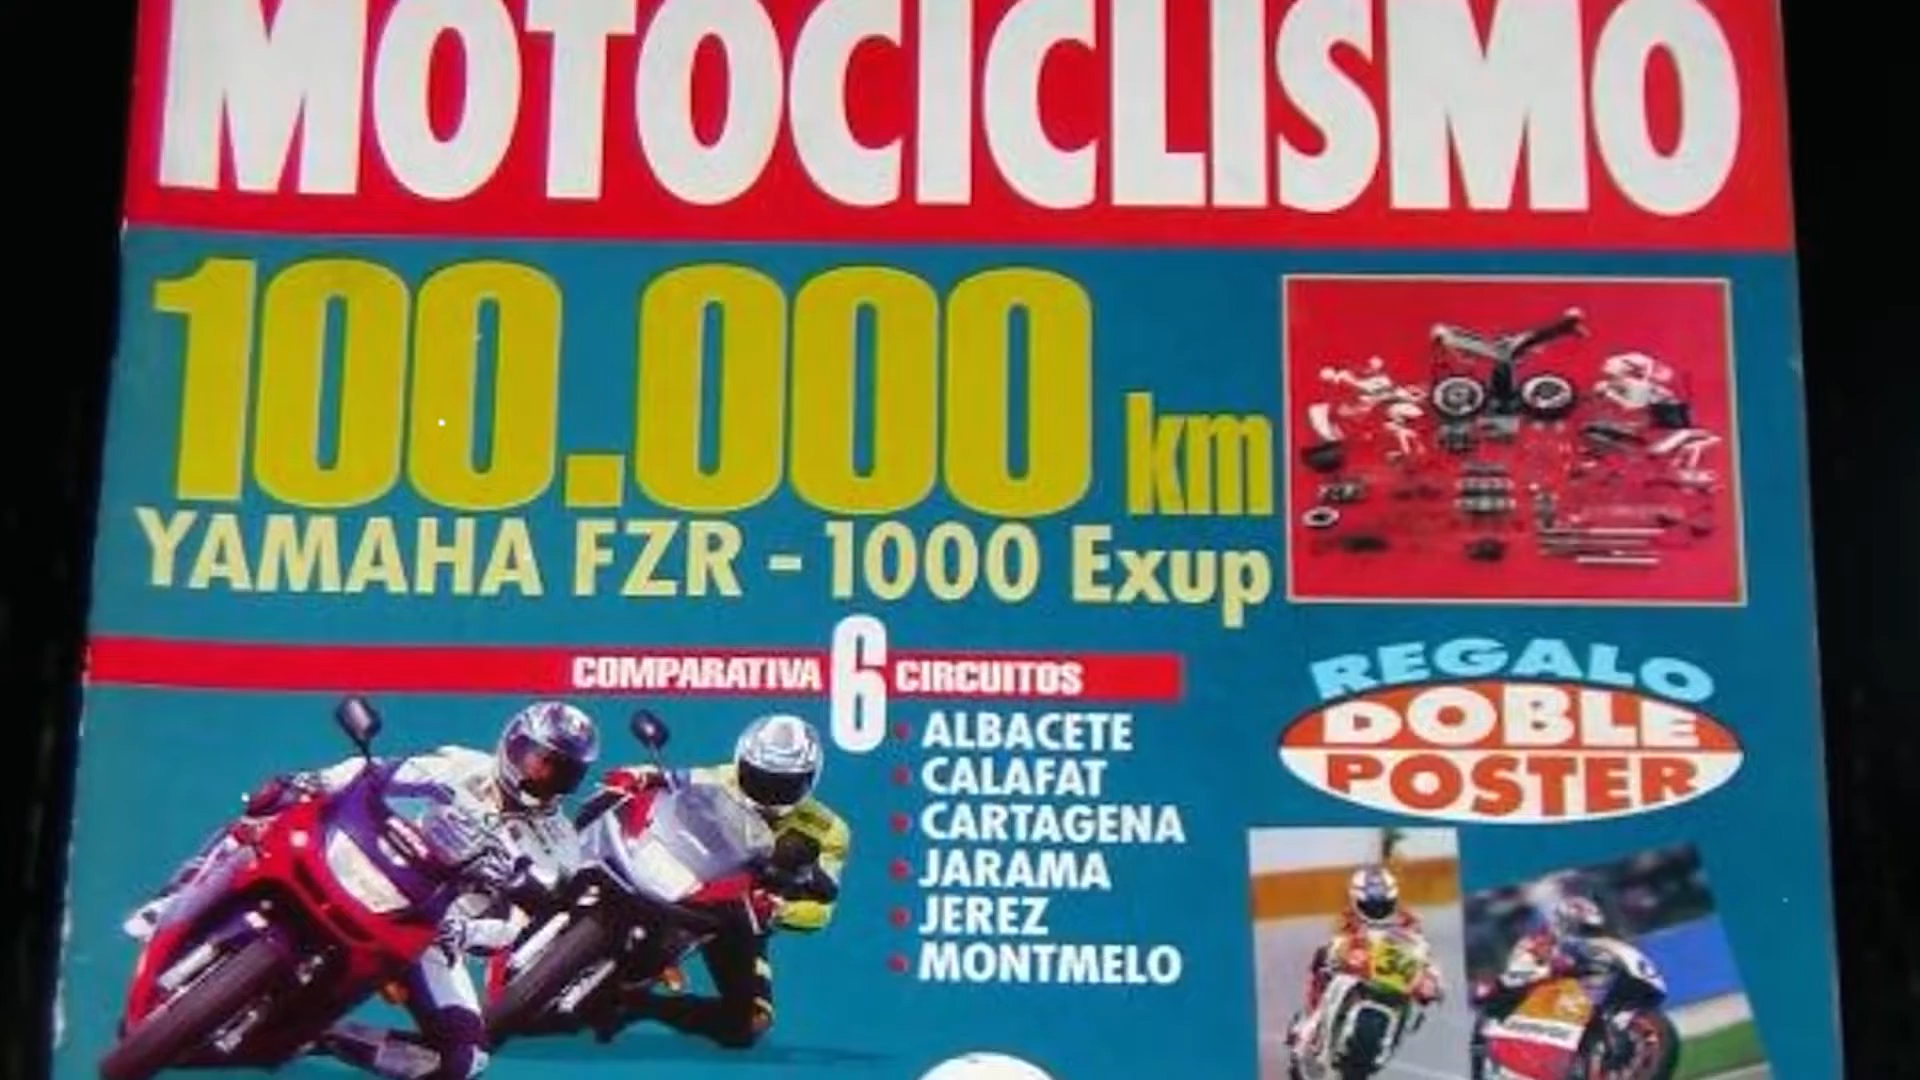 MOTOCICLISMO
100.000 km
YAMAHA FZR - 1000 Exup
COMPARATIVA 6 CIRCUITOS
ALBACETE
CALAFAT
CARTAGENA
JARAMA
JEREZ
MONTMELO
REGALO
DOBLE
POSTER
34